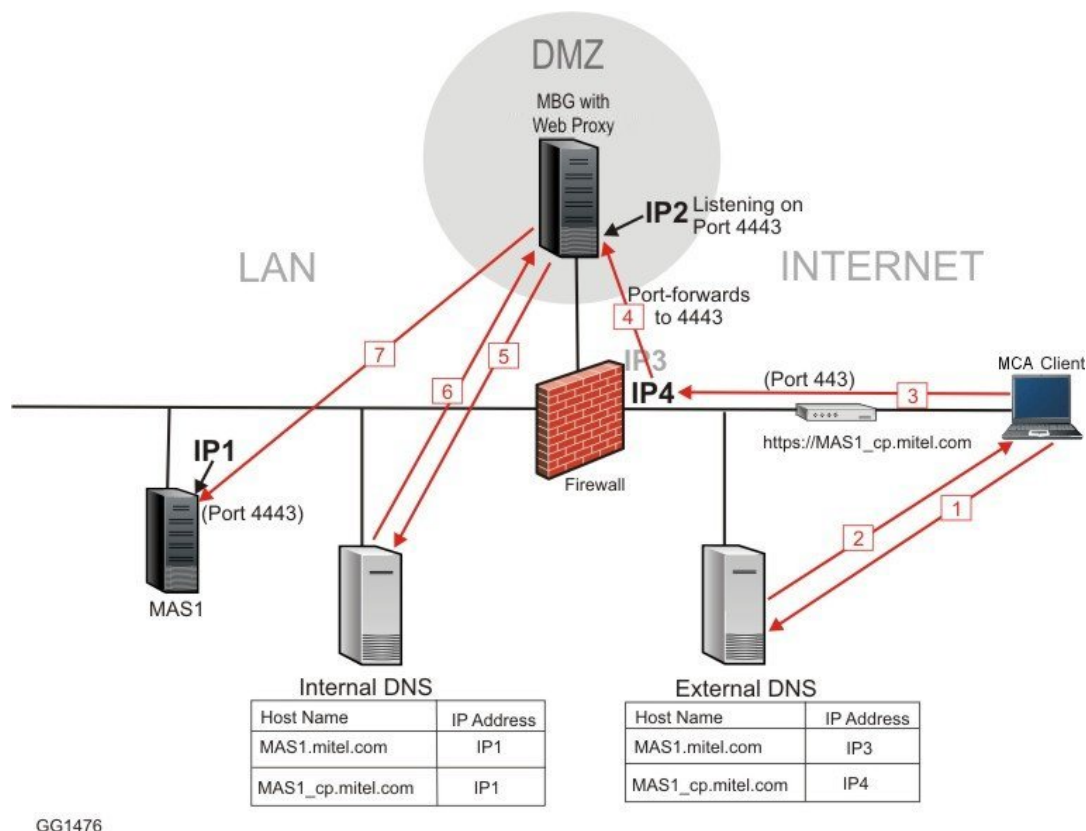 DMZ
MBG with
Web Proxy
IP2 Listening on
Port 4443
LAN
INTERNET
Port-forwards
4 to 4443
7
6
5
IP3
IP4
(Port 443)
3
MCA Client
https://MAS1_cp.mitel.com
IP1
(Port 4443)
Firewall
2
1
MAS1
Internal DNS
Host Name IP Address
MAS1.mitel.com IP1
MAS1_cp.mitel.com IP1
External DNS
Host Name IP Address
MAS1.mitel.com IP3
MAS1_cp.mitel.com IP4
GG1476